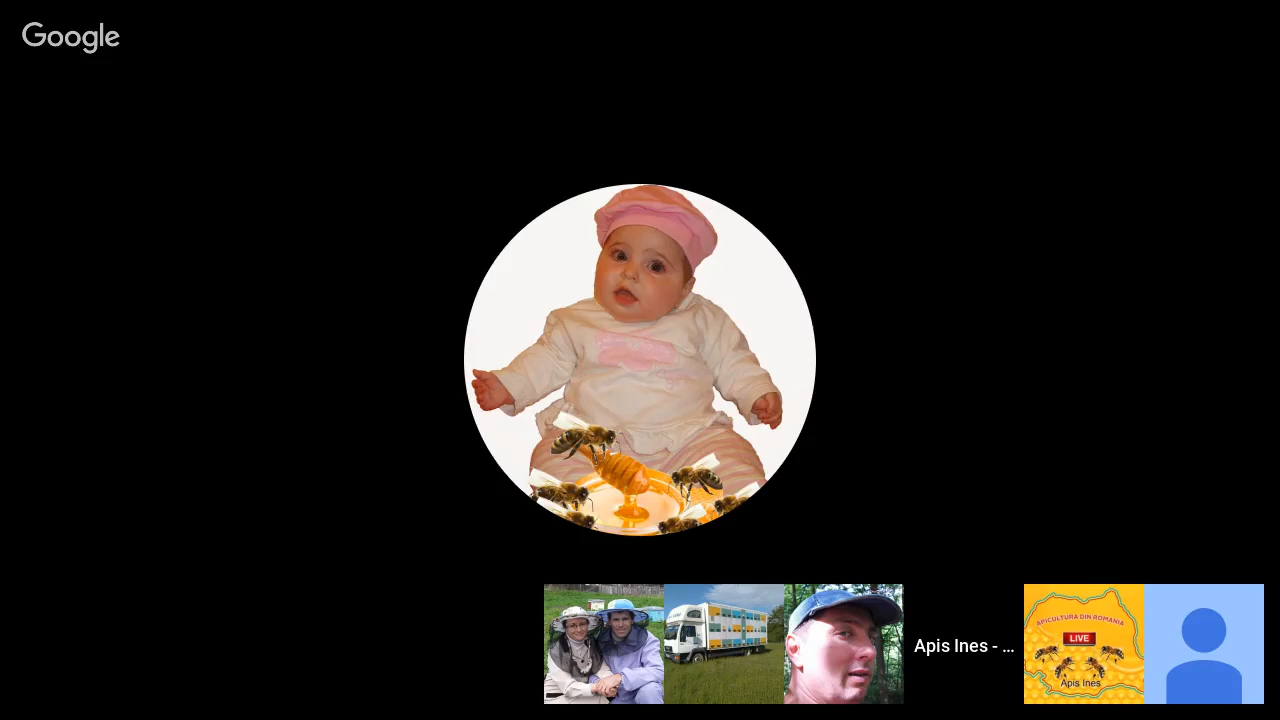 Google
Apis Ines - ...
APICULTURA DIN ROMANIA
LIVE
Apis Ines